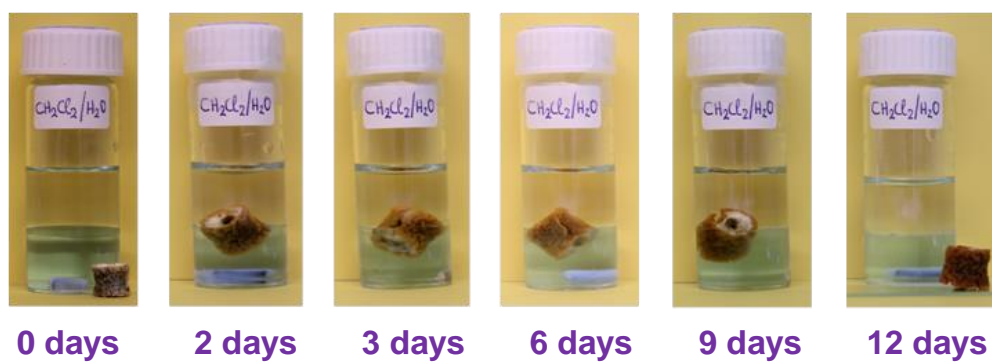 CH₂Cl₂/H₂O
CH₂Cl₂/H₂O
CH₂Cl₂/H₂O
CH₂Cl₂/H₂O
CH₂Cl₂/H₂O
CH₂Cl₂/H₂O
0 days
2 days
3 days
6 days
9 days
12 days